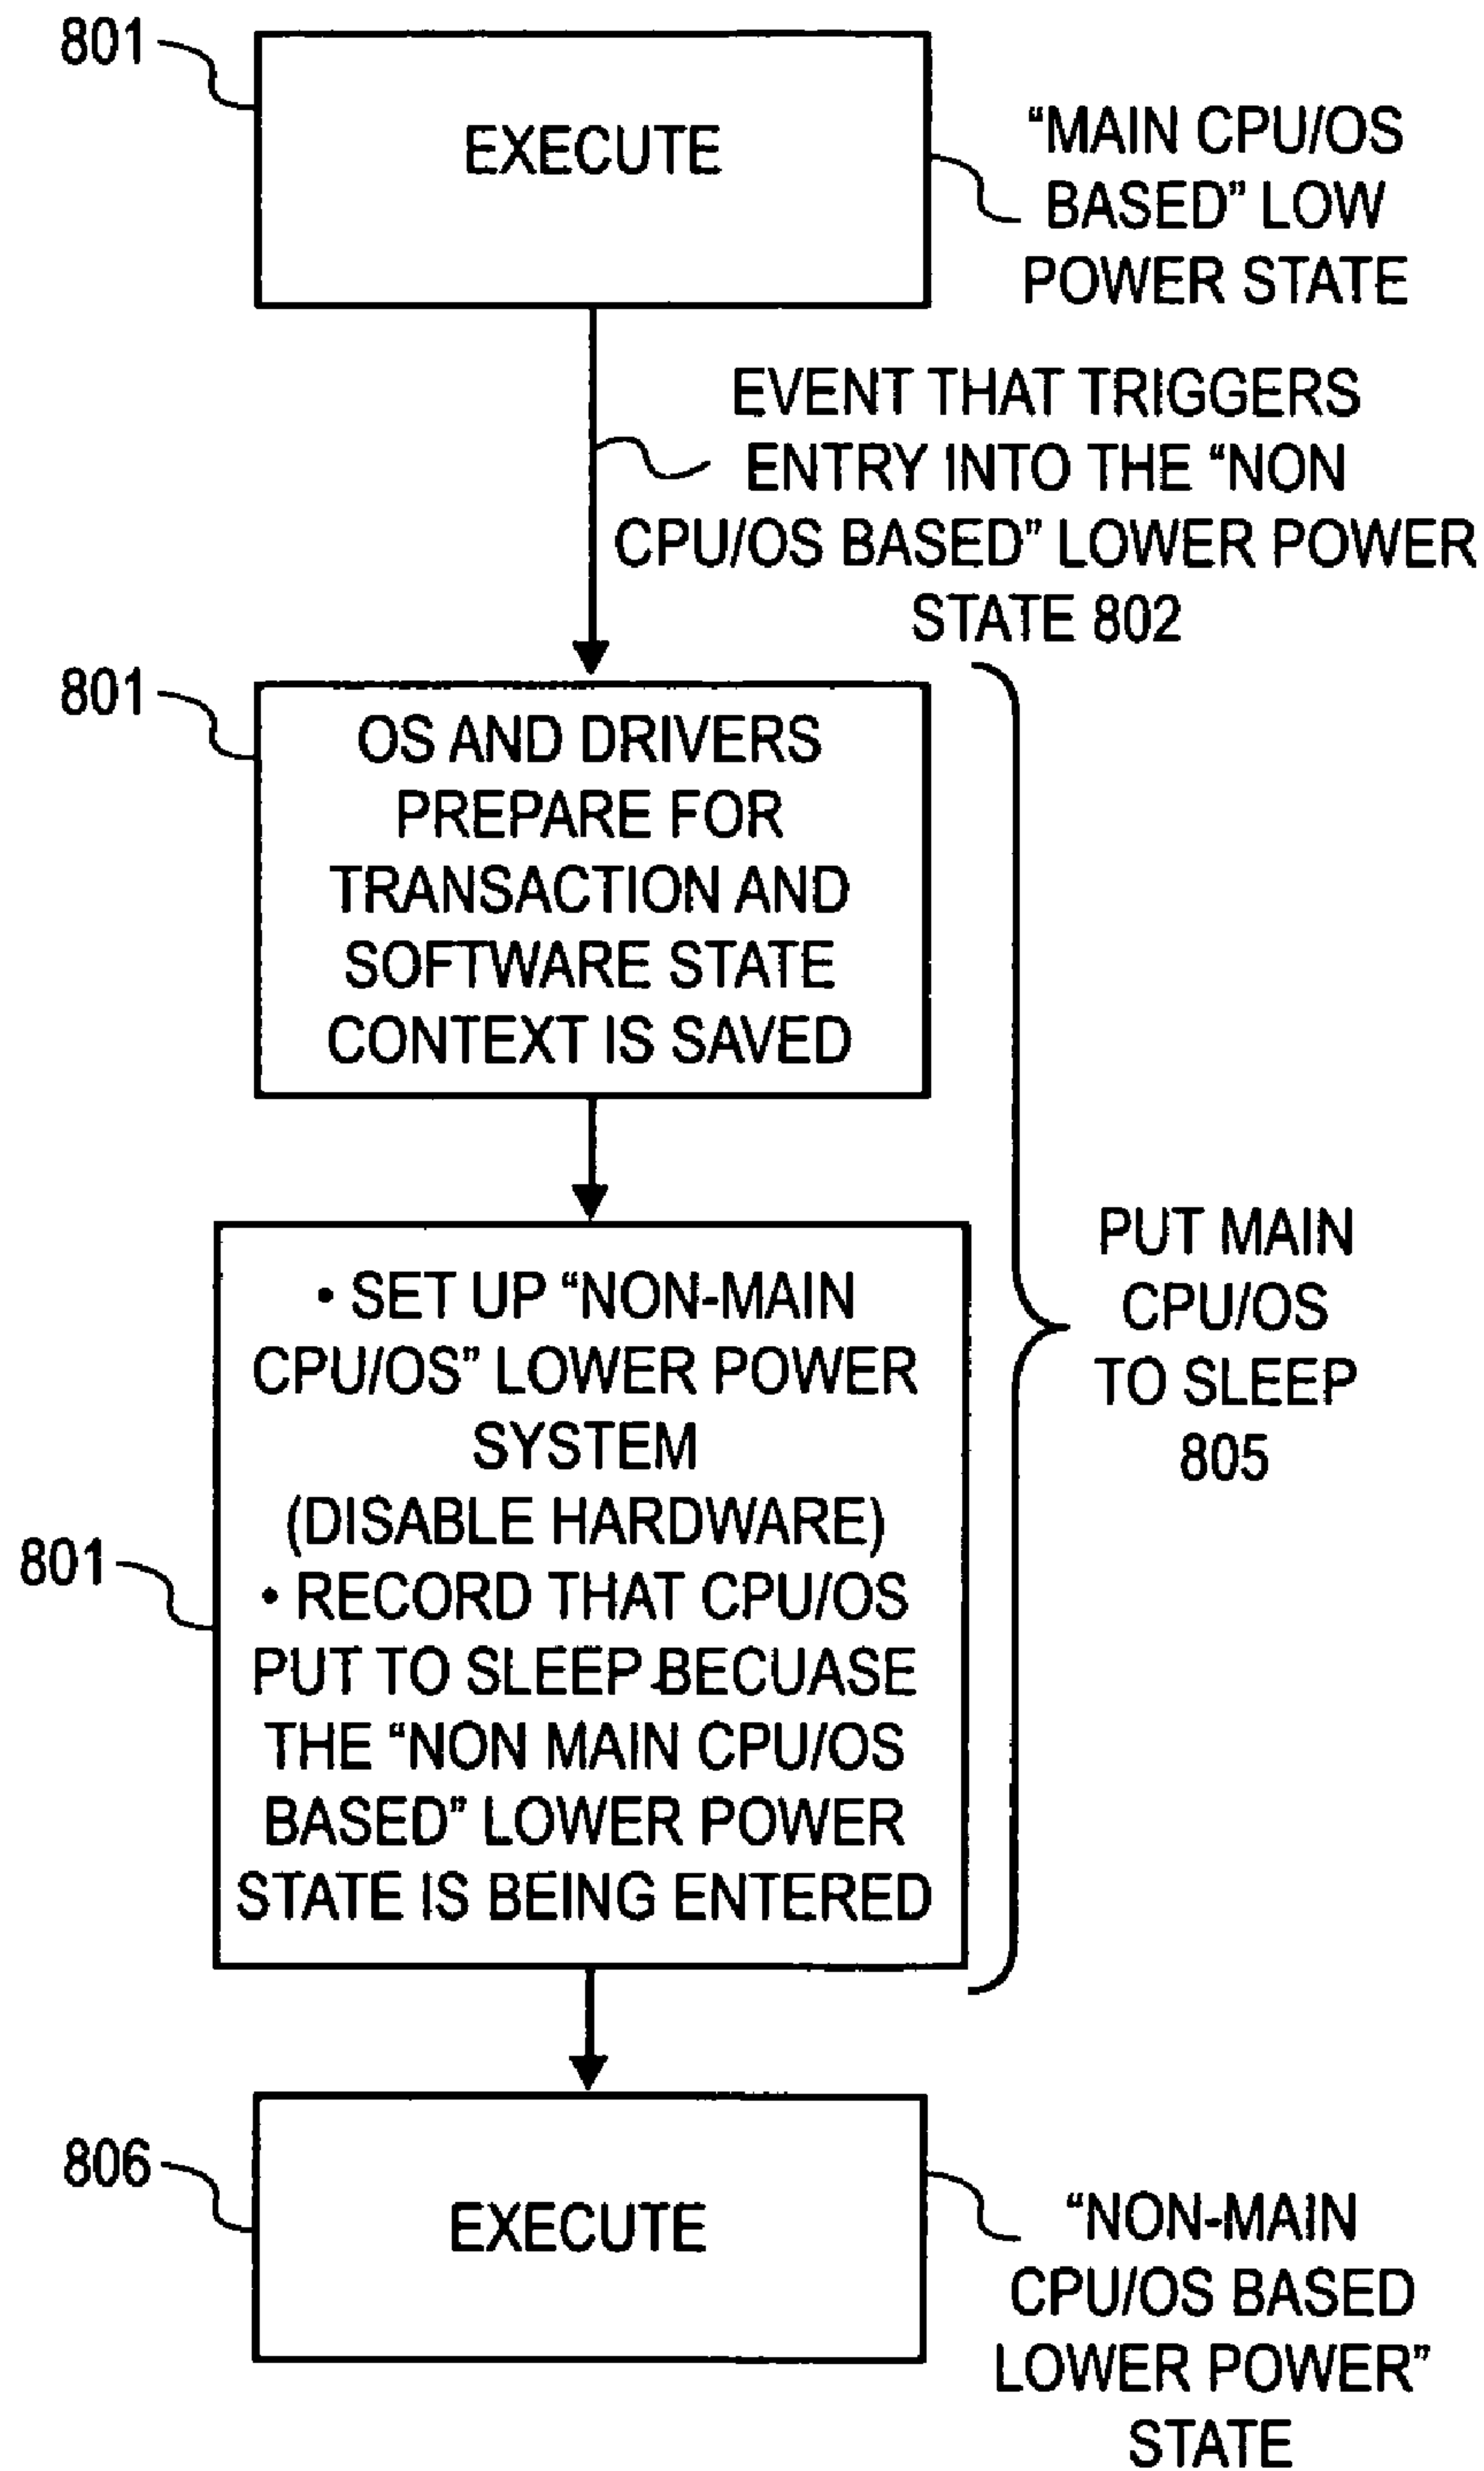 801
EXECUTE
“MAIN CPU/OS
BASED” LOW
POWER STATE
EVENT THAT TRIGGERS
ENTRY INTO THE “NON
CPU/OS BASED” LOWER POWER
STATE 802
801
OS AND DRIVERS
PREPARE FOR
TRANSACTION AND
SOFTWARE STATE
CONTEXT IS SAVED
801
• SET UP “NON-MAIN
CPU/OS” LOWER POWER
SYSTEM
(DISABLE HARDWARE)
• RECORD THAT CPU/OS
PUT TO SLEEP BECUASE
THE “NON MAIN CPU/OS
BASED” LOWER POWER
STATE IS BEING ENTERED
PUT MAIN
CPU/OS
TO SLEEP
805
806
EXECUTE
“NON-MAIN
CPU/OS BASED
LOWER POWER”
STATE